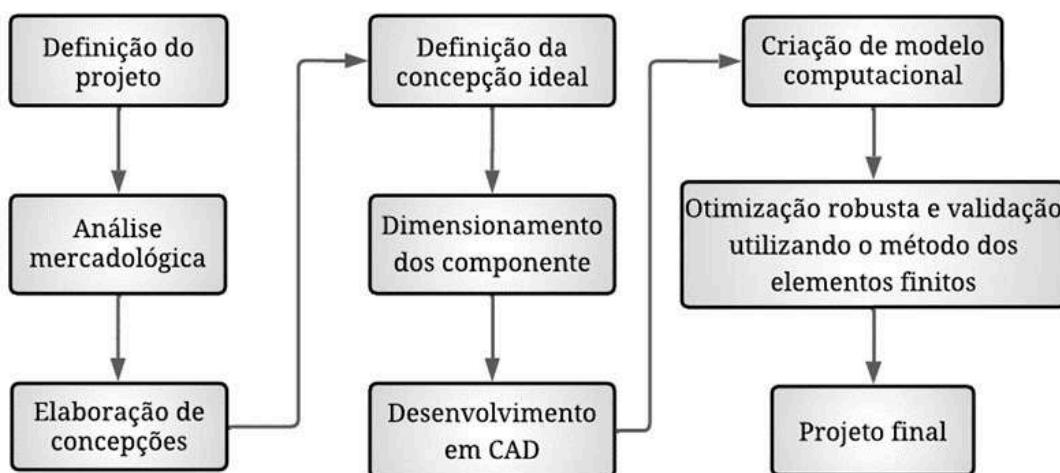 Definição do
projeto
Análise
mercadológica
Elaboração de
concepções
Definição da
concepção ideal
Dimensionamento
dos componente
Desenvolvimento
em CAD
Criação de modelo
computacional
Otimização robusta e validação
utilizando o método dos
elementos finitos
Projeto final